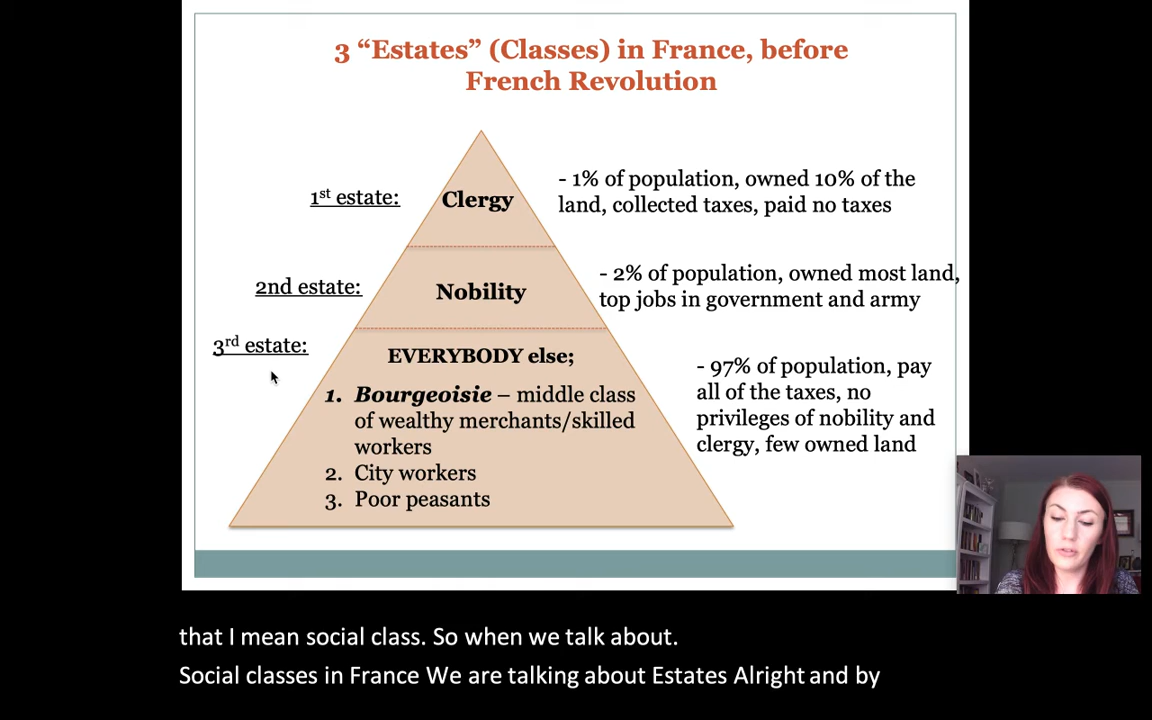 3 “Estates” (Classes) in France, before
French Revolution
1st estate:
Clergy
- 1% of population, owned 10% of the
land, collected taxes, paid no taxes
2nd estate:
Nobility
- 2% of population, owned most land,
top jobs in government and army
3rd estate:
EVERYBODY else;
1. Bourgeoisie – middle class
of wealthy merchants/skilled
workers
2. City workers
3. Poor peasants
- 97% of population, pay
all of the taxes, no
privileges of nobility and
clergy, few owned land
that I mean social class. So when we talk about.
Social classes in France We are talking about Estates Alright and by